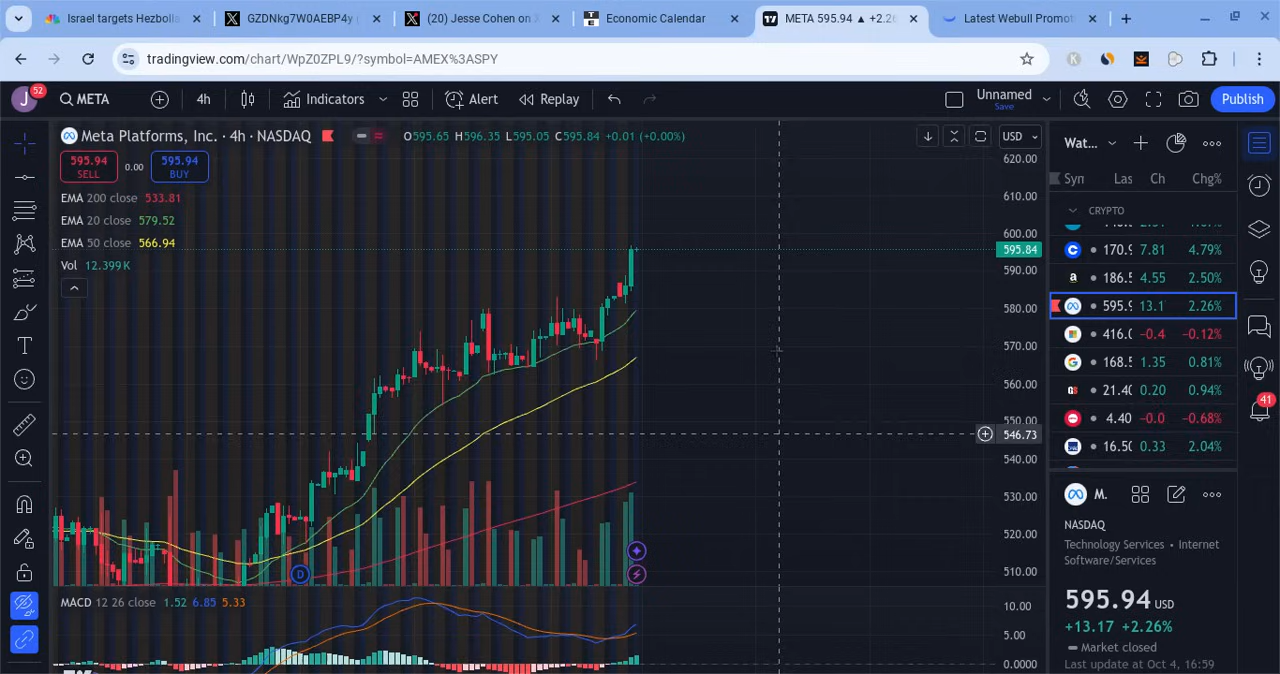 Israel targets Hezbolla
GZDNkg7W0AEBP4y
(20) Jesse Cohen on X
Economic Calendar
META 595.94 ▲ +2.26
Latest Webull Promot
tradingview.com/chart/WpZ0ZPL9/?symbol=AMEX%3ASPY
J 52
META
4h
Indicators
Alert
Replay
Unnamed
Save
Publish
Meta Platforms, Inc. · 4h · NASDAQ
O595.65 H596.35 L595.05 C595.84 +0.01 (+0.00%)
USD
595.94
SELL
0.00
595.94
BUY
EMA 200 close 533.81
EMA 20 close 579.52
EMA 50 close 566.94
Vol 12.399K
620.00
610.00
600.00
595.84
590.00
580.00
570.00
560.00
550.00
546.73
540.00
530.00
520.00
510.00
D
MACD 12 26 close 1.52 6.85 5.33
10.00
5.00
0.0000
Wat...
Syn Las Ch Chg%
CRYPTO
170.9 7.81 4.79%
186.5 4.55 2.50%
595.9 13.1 2.26%
416.0 -0.4 -0.12%
168.5 1.35 0.81%
21.40 0.20 0.94%
4.40 -0.0 -0.68%
16.50 0.33 2.04%
41
M.
NASDAQ
Technology Services • Internet
Software/Services
595.94 USD
+13.17 +2.26%
Market closed
Last update at Oct 4, 16:59